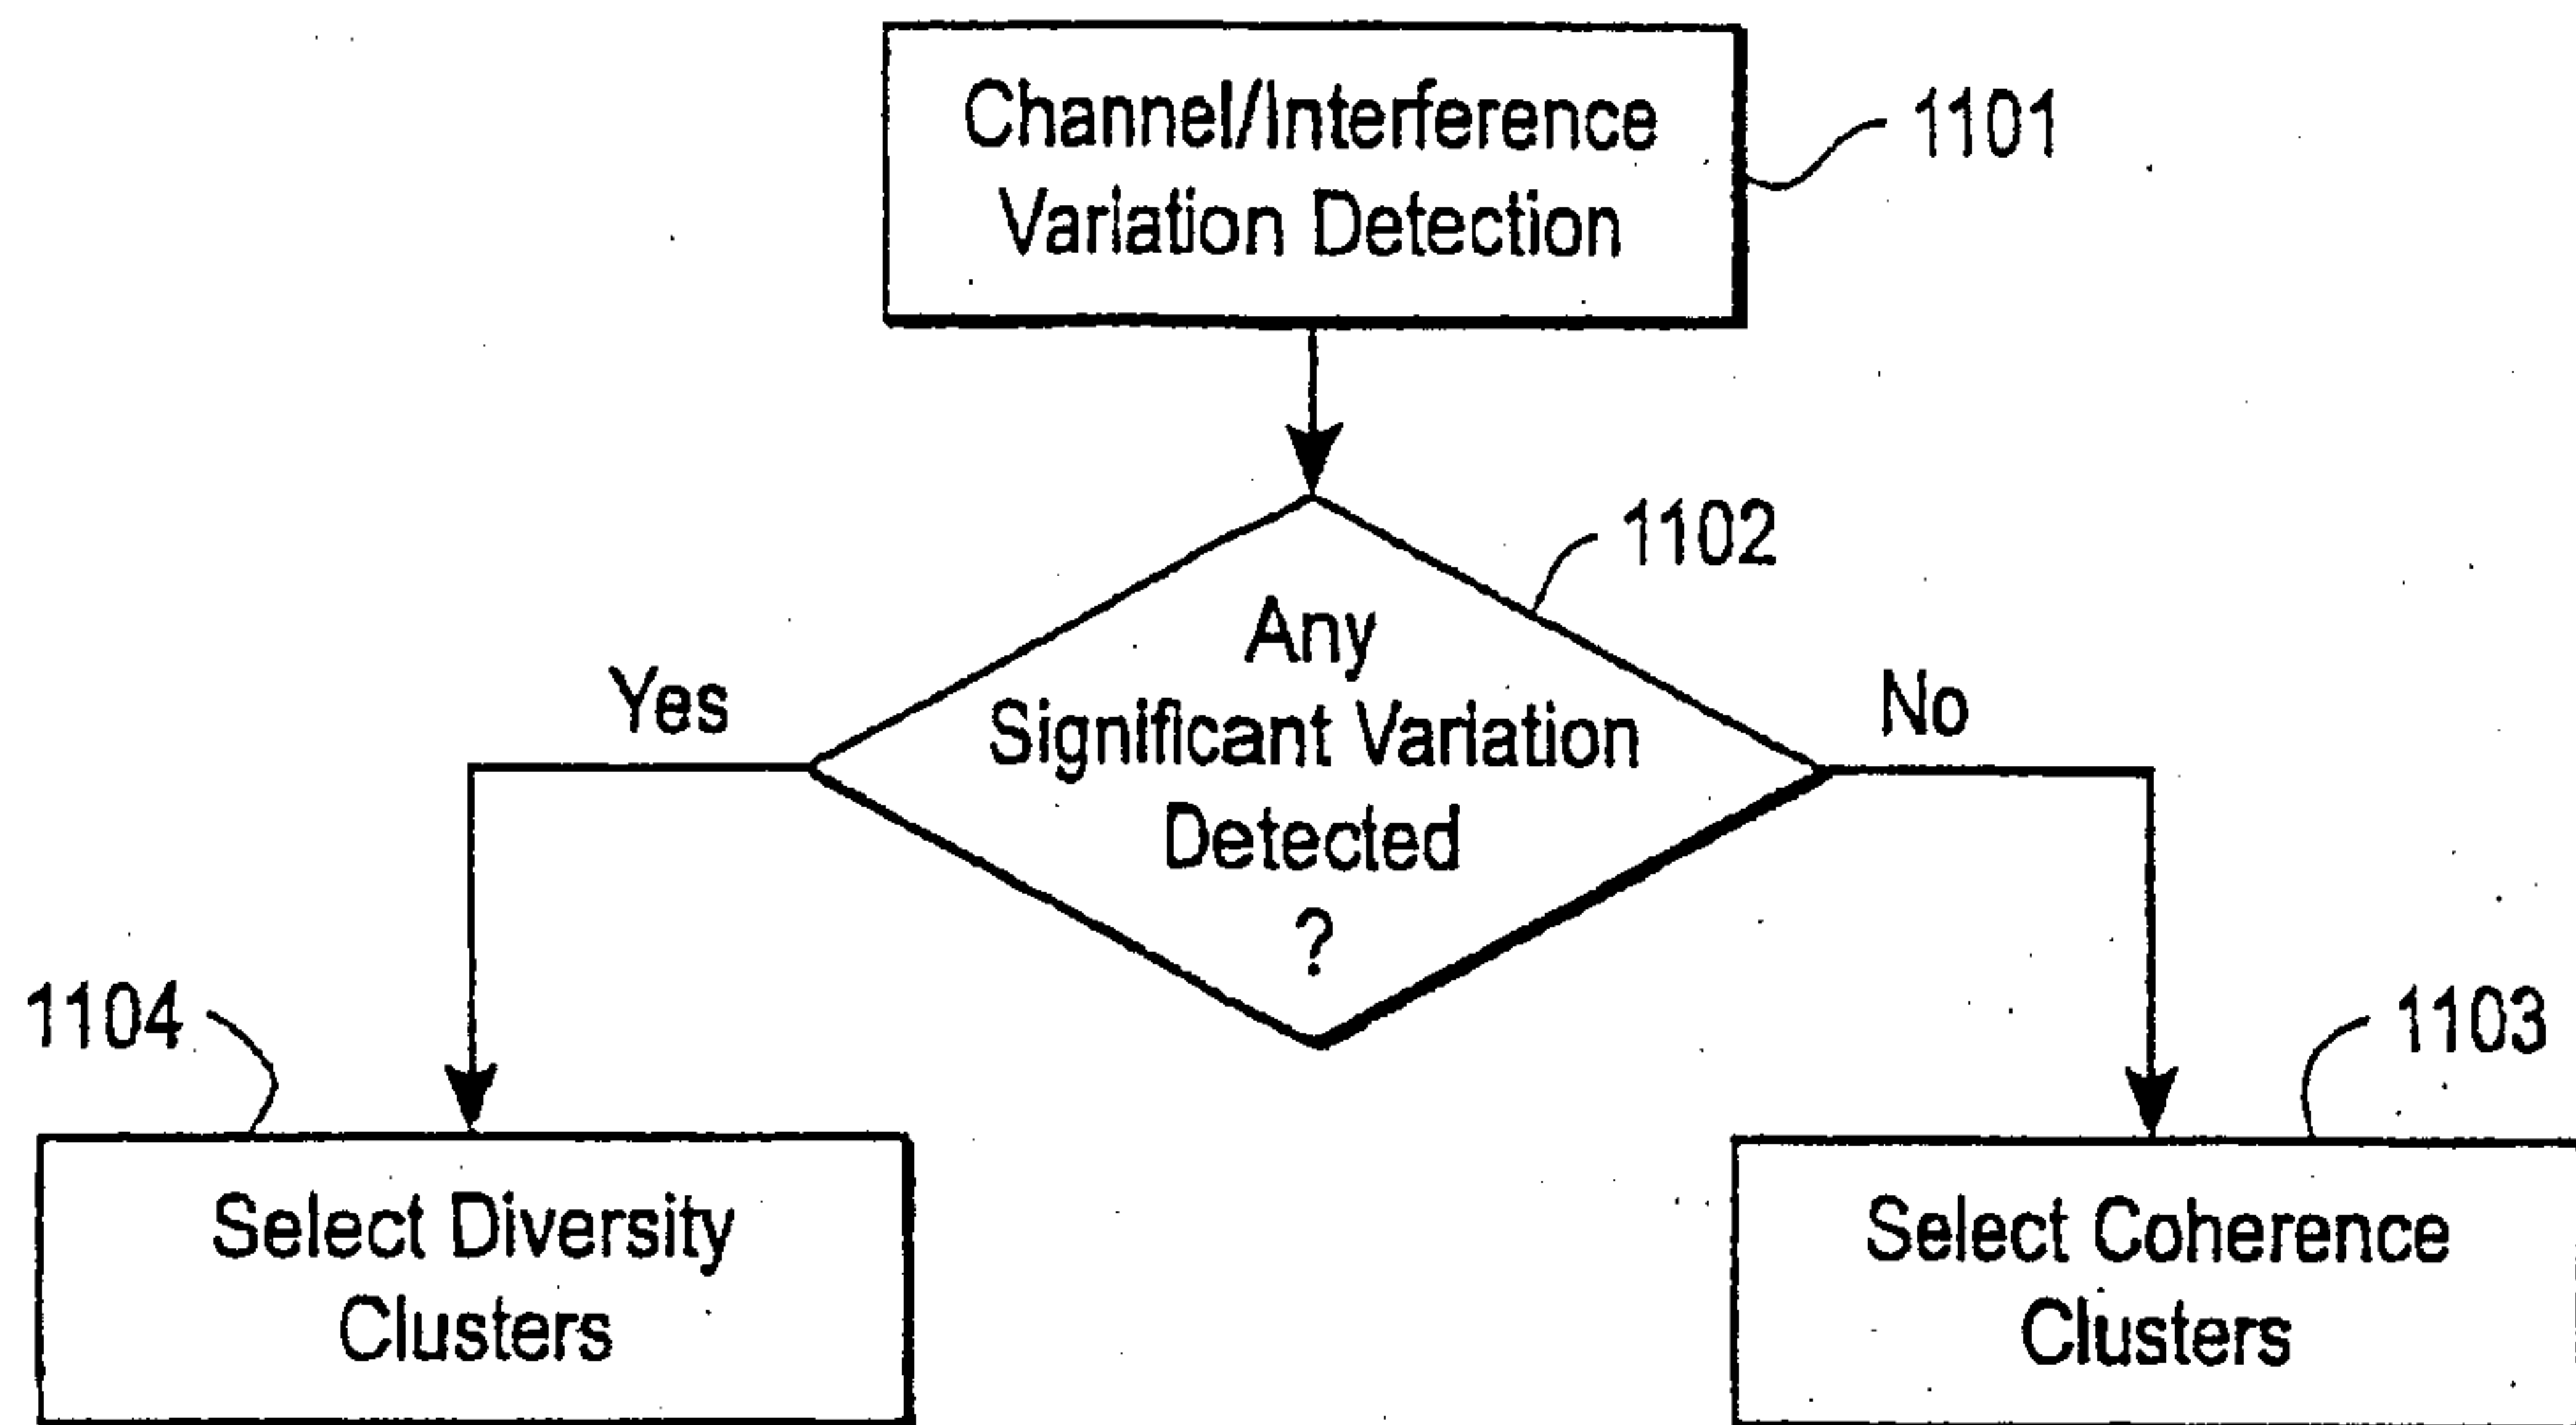 Channel/Interference
Variation Detection
1101
1102
Any
Significant Variation
Detected
?
Yes
No
1104
1103
Select Diversity
Clusters
Select Coherence
Clusters